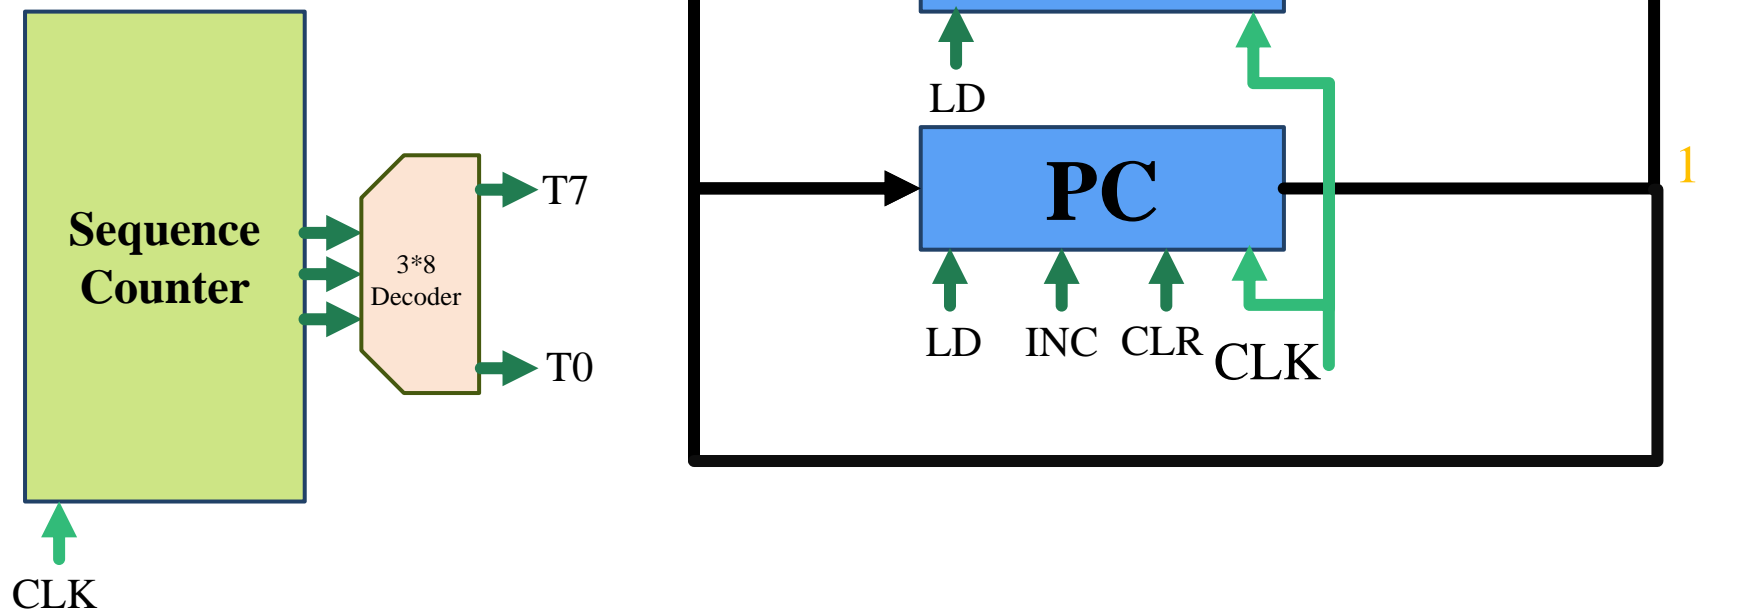 LD
PC
1
T7
Sequence
Counter
3*8
Decoder
LD
INC
CLR
CLK
T0
CLK